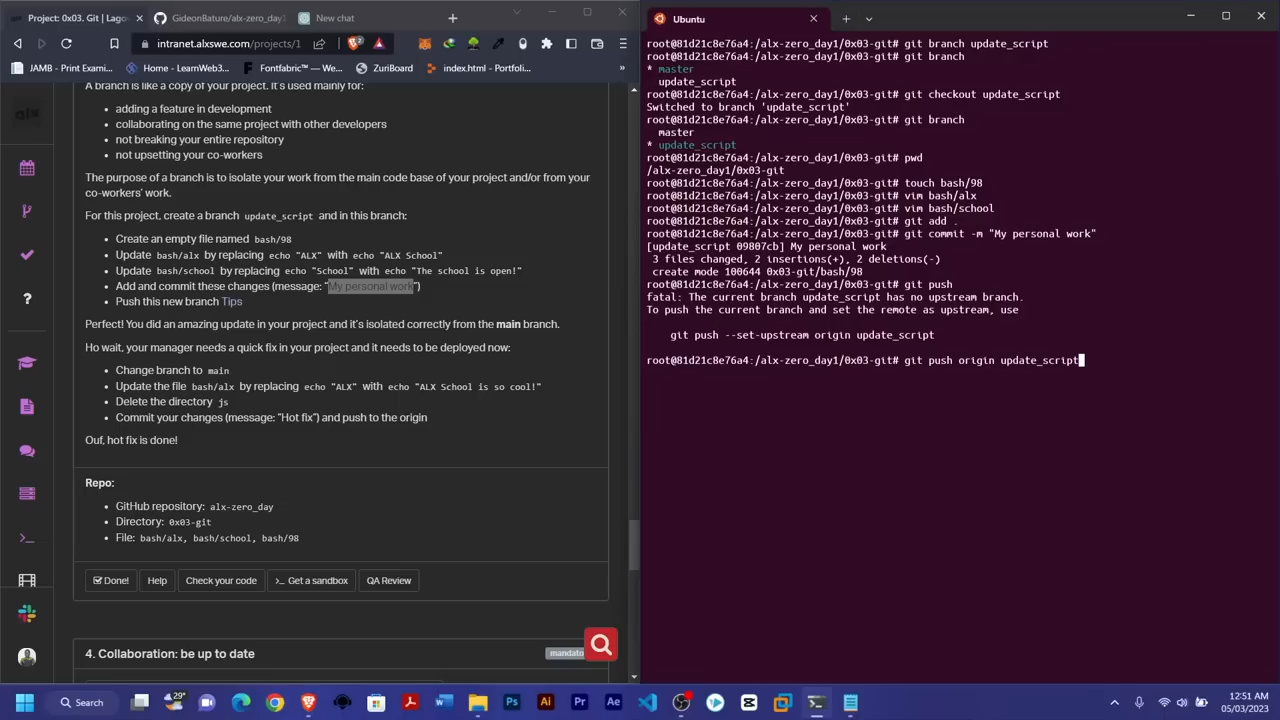 Project: 0x03. Git | Lago
GideonBature/alx-zero_day1
New chat
intranet.alxswe.com/projects/1
JAMB - Print Exami...
Home - LearnWeb3...
Fontfabric™ — We...
ZuriBoard
index.html - Portfolio...
»
A branch is like a copy of your project. It's used mainly for:
adding a feature in development
collaborating on the same project with other developers
not breaking your entire repository
not upsetting your co-workers
The purpose of a branch is to isolate your work from the main code base of your project and/or from your
co-workers' work.
For this project, create a branch update_script and in this branch:
Create an empty file named bash/98
Update bash/alx by replacing echo "ALX" with echo "ALX School"
Update bash/school by replacing echo "School" with echo "The school is open!"
Add and commit these changes (message: "My personal work")
Push this new branch Tips
Perfect! You did an amazing update in your project and it's isolated correctly from the main branch.
Ho wait, your manager needs a quick fix in your project and it needs to be deployed now:
Change branch to main
Update the file bash/alx by replacing echo "ALX" with echo "ALX School is so cool!"
Delete the directory js
Commit your changes (message: "Hot fix") and push to the origin
Ouf, hot fix is done!
Repo:
GitHub repository: alx-zero_day
Directory: 0x03-git
File: bash/alx, bash/school, bash/98
Done!
Help
Check your code
>_ Get a sandbox
QA Review
4. Collaboration: be up to date
mandato
Ubuntu
root@81d21c8e76a4:/alx-zero_day1/0x03-git# git branch update_script
root@81d21c8e76a4:/alx-zero_day1/0x03-git# git branch
* master
update_script
root@81d21c8e76a4:/alx-zero_day1/0x03-git# git checkout update_script
Switched to branch 'update_script'
root@81d21c8e76a4:/alx-zero_day1/0x03-git# git branch
master
* update_script
root@81d21c8e76a4:/alx-zero_day1/0x03-git# pwd
/alx-zero_day1/0x03-git
root@81d21c8e76a4:/alx-zero_day1/0x03-git# touch bash/98
root@81d21c8e76a4:/alx-zero_day1/0x03-git# vim bash/alx
root@81d21c8e76a4:/alx-zero_day1/0x03-git# vim bash/school
root@81d21c8e76a4:/alx-zero_day1/0x03-git# git add .
root@81d21c8e76a4:/alx-zero_day1/0x03-git# git commit -m "My personal work"
[update_script 09807cb] My personal work
3 files changed, 2 insertions(+), 2 deletions(-)
create mode 100644 0x03-git/bash/98
root@81d21c8e76a4:/alx-zero_day1/0x03-git# git push
fatal: The current branch update_script has no upstream branch.
To push the current branch and set the remote as upstream, use
git push --set-upstream origin update_script
root@81d21c8e76a4:/alx-zero_day1/0x03-git# git push origin update_script
Search
29°
12:51 AM
05/03/2023